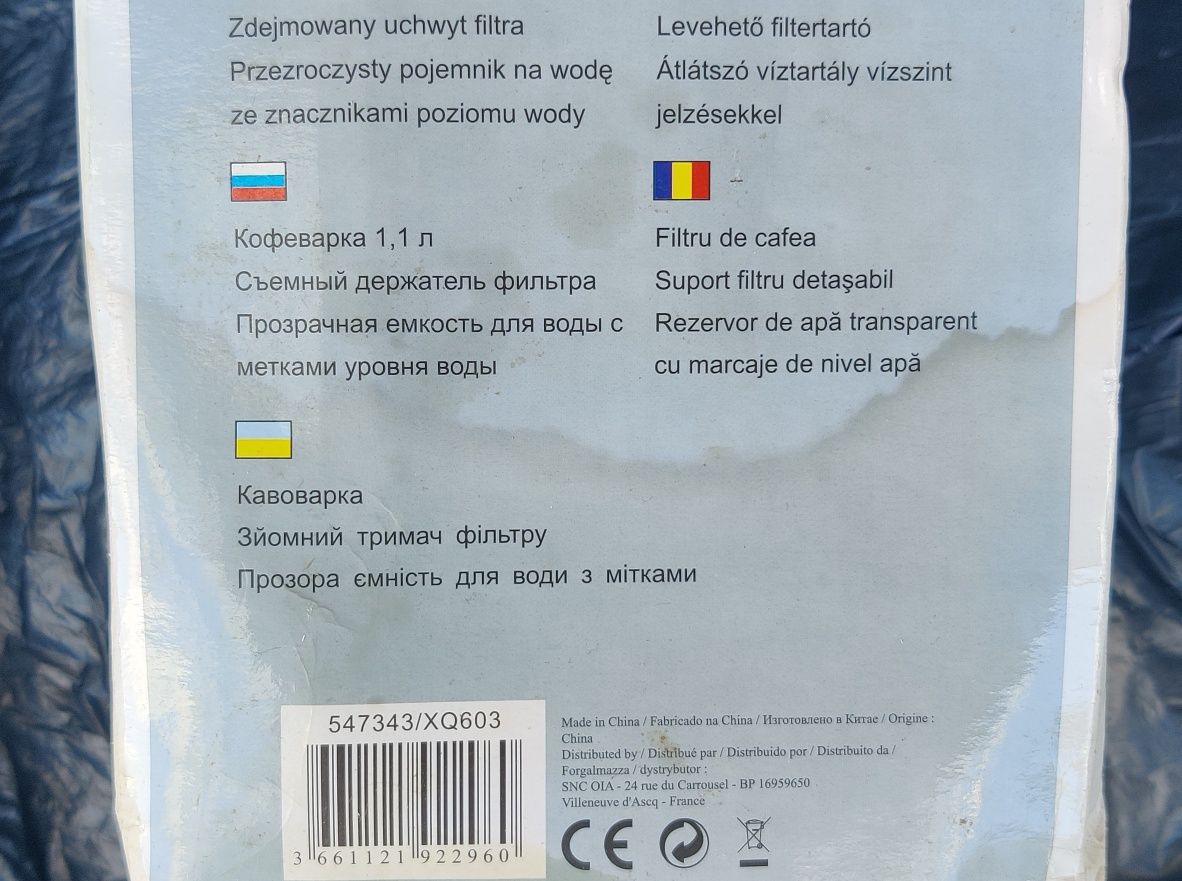 Zdejmowany uchwyt filtra
Przezroczysty pojemnik na wodę
ze znacznikami poziomu wody
Levehető filtertartó
Átlátszó víztartály vízszint
jelzésekkel
Кофеварка 1,1 л
Съемный держатель фильтра
Прозрачная емкость для воды с
метками уровня воды
Filtru de cafea
Suport filtru detaşabil
Rezervor de apă transparent
cu marcaje de nivel apă
Кавоварка
Зйомний тримач фільтру
Прозора ємність для води з мітками
547343/XQ603
3 661121 922960
Made in China / Fabricado na China / Изготовлено в Китае / Origine :
China
Distributed by / Distribué par / Distribuido por / Distribuito da /
Forgalmazza / dystrybutor :
SNC OIA - 24 rue du Carrousel - BP 16959650
Villeneuve d'Ascq - France
CE